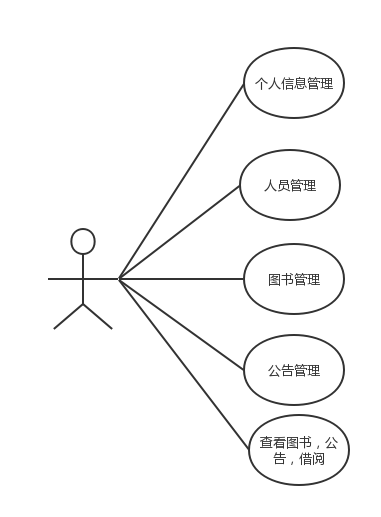 个人信息管理
人员管理
图书管理
公告管理
查看图书，公
告，借阅